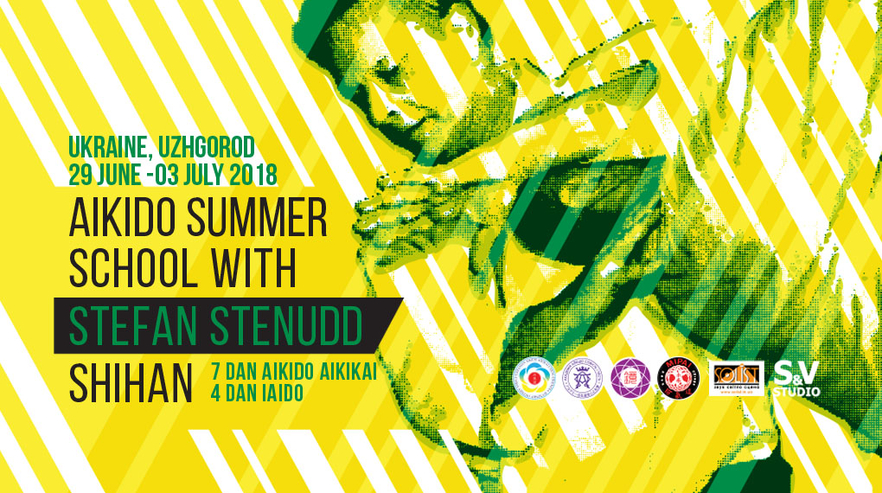 UKRAINE, UZHGOROD
29 JUNE -03 JULY 2018
AIKIDO SUMMER
SCHOOL WITH
STEFAN STENUDD
SHIHAN
7 DAN AIKIDO AIKIKAI
4 DAN IAIDO
S&V
STUDIO